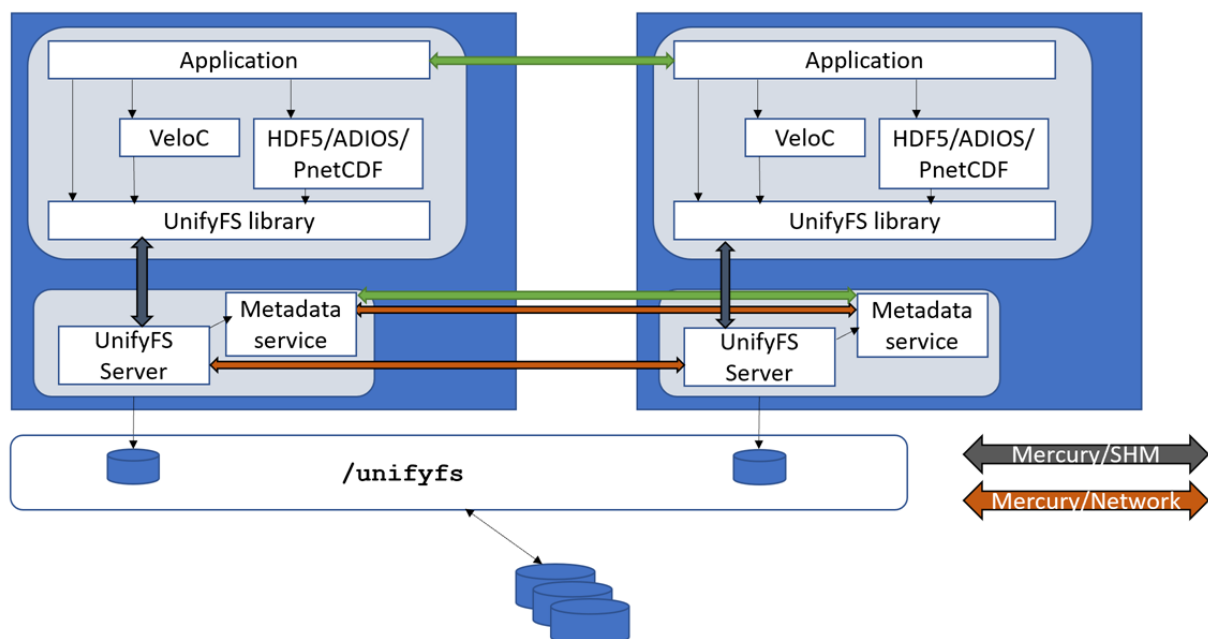 Application
VeloC
HDF5/ADIOS/
PnetCDF
UnifyFS library
Metadata
service
UnifyFS
Server
Application
VeloC
HDF5/ADIOS/
PnetCDF
UnifyFS library
Metadata
service
UnifyFS
Server
/unifyfs
Mercury/SHM
Mercury/Network